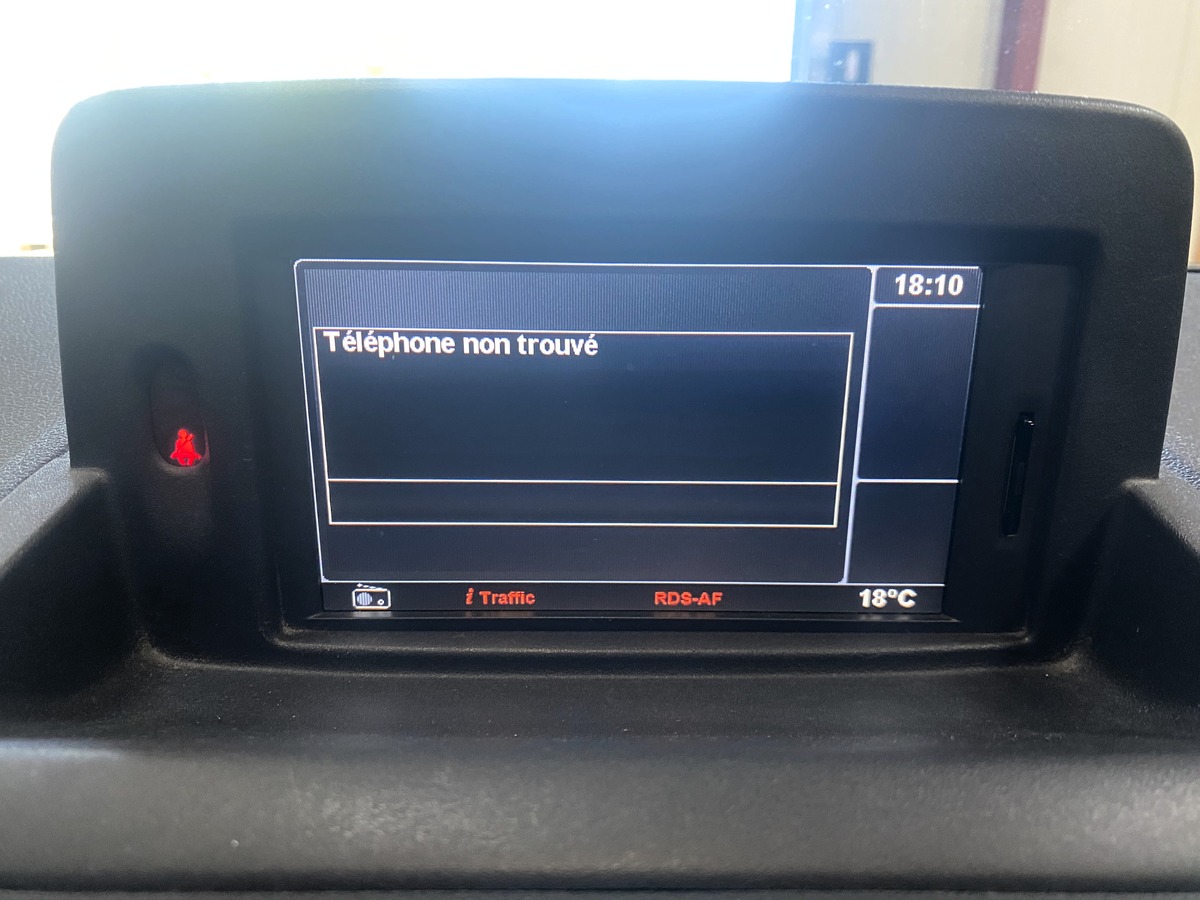 18:10
Téléphone non trouvé
i Traffic RDS-AF 18°C